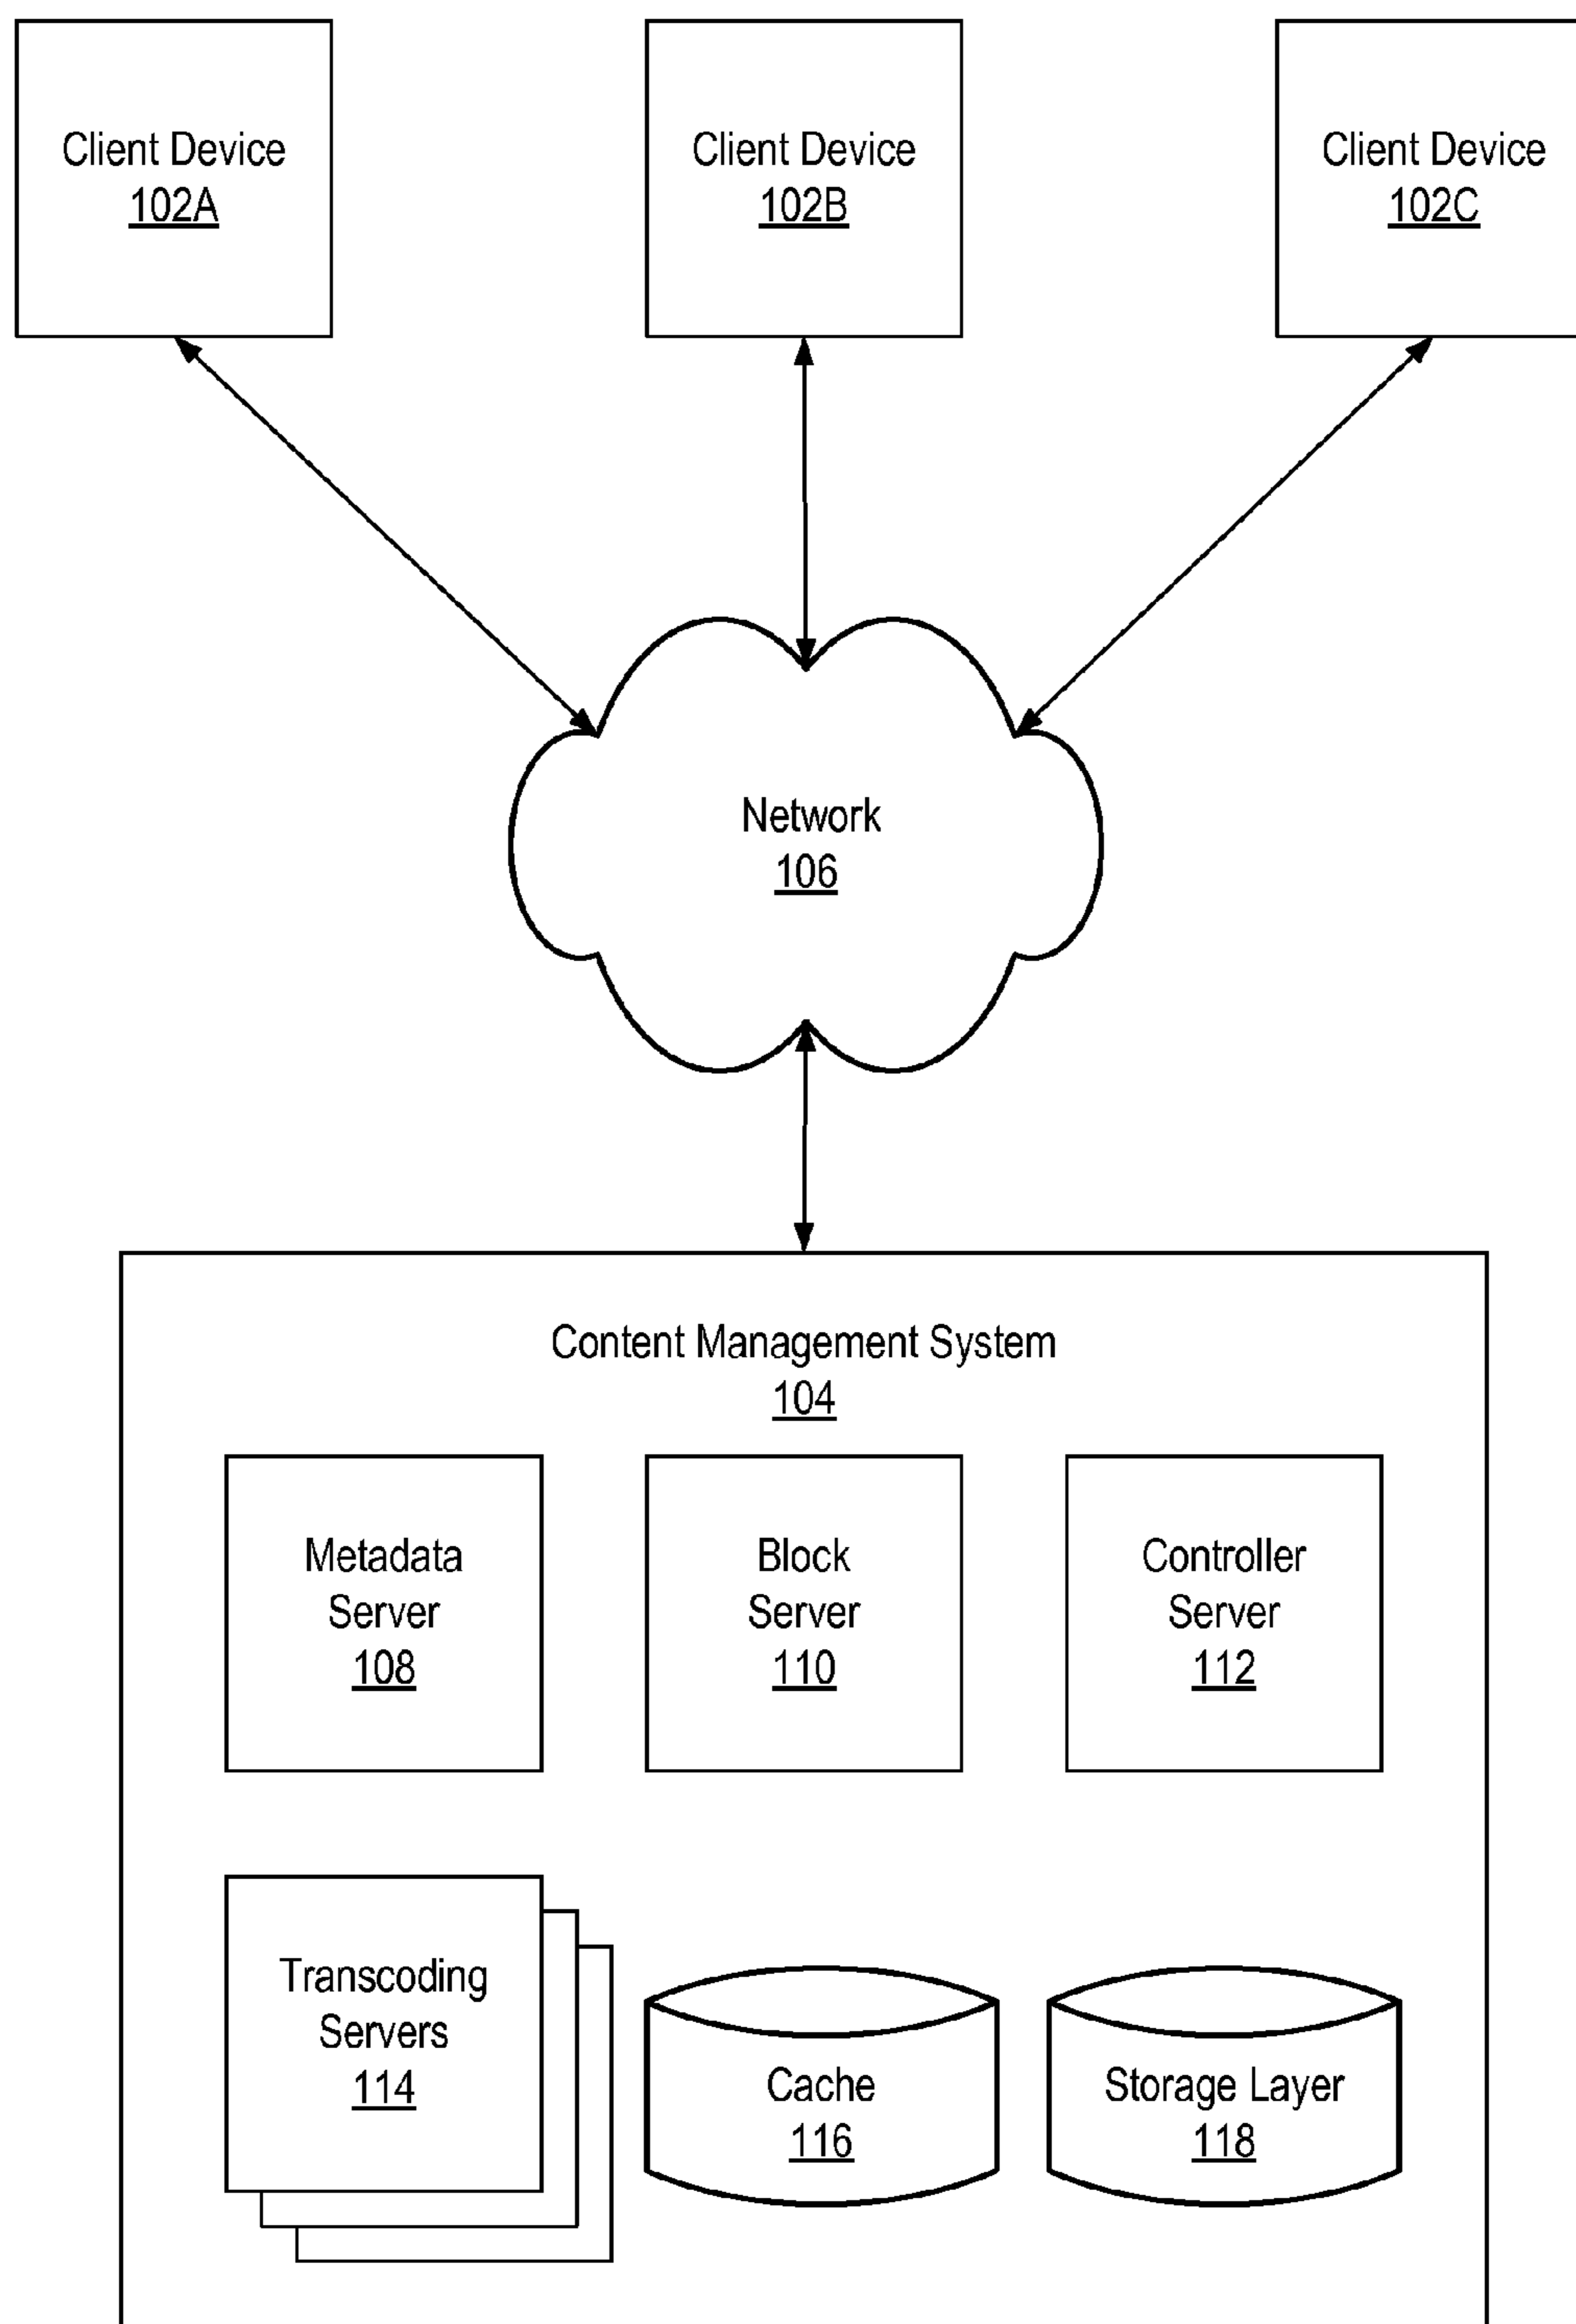 Client Device
102A
Client Device
102B
Client Device
102C
Network
106
Content Management System
104
Metadata
Server
108
Block
Server
110
Controller
Server
112
Transcoding
Servers
114
Cache
116
Storage Layer
118